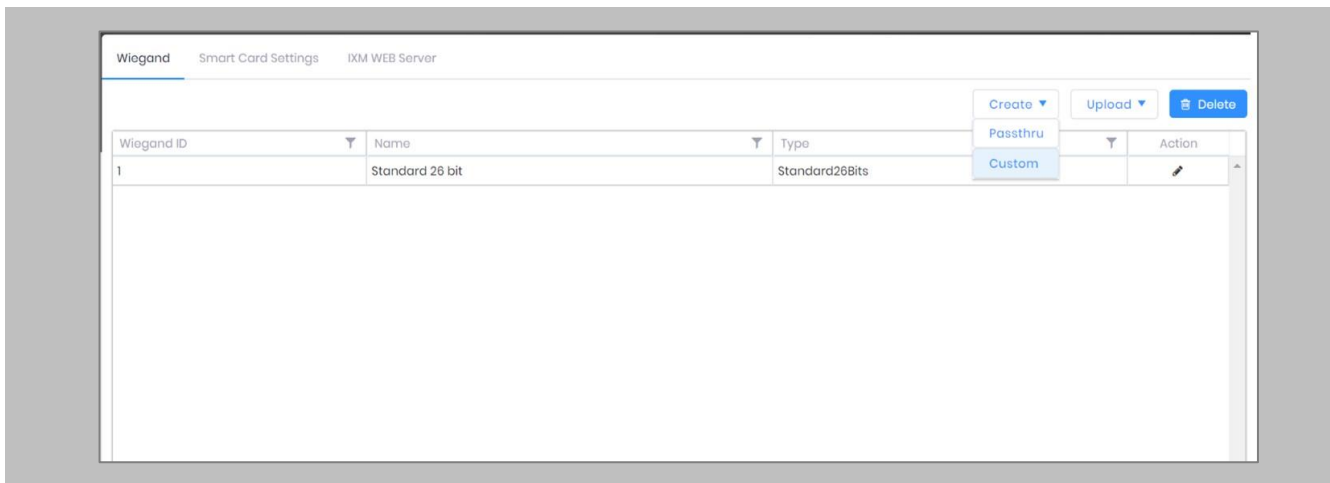 Wiegand Smart Card Settings IXM WEB Server
Create Upload Delete
Passthru
Wiegand ID Name Type Action
Custom
1 Standard 26 bit Standard26Bits